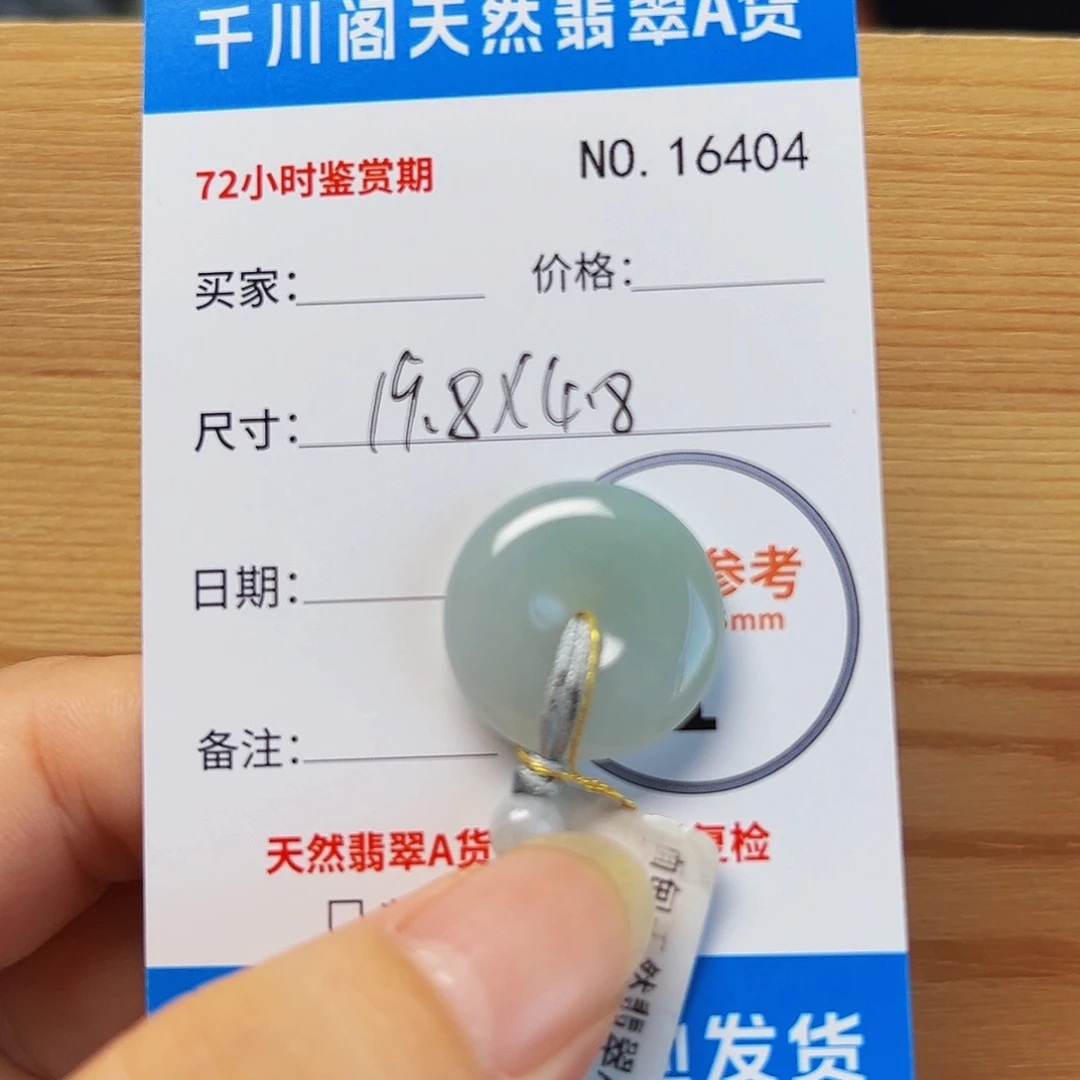 千川阁天然翡翠A货
72小时鉴赏期
NO. 16404
买家：
价格：
尺寸： 19.8X4.8
日期：
参考
mm
备注：
天然翡翠A货
复检
发货